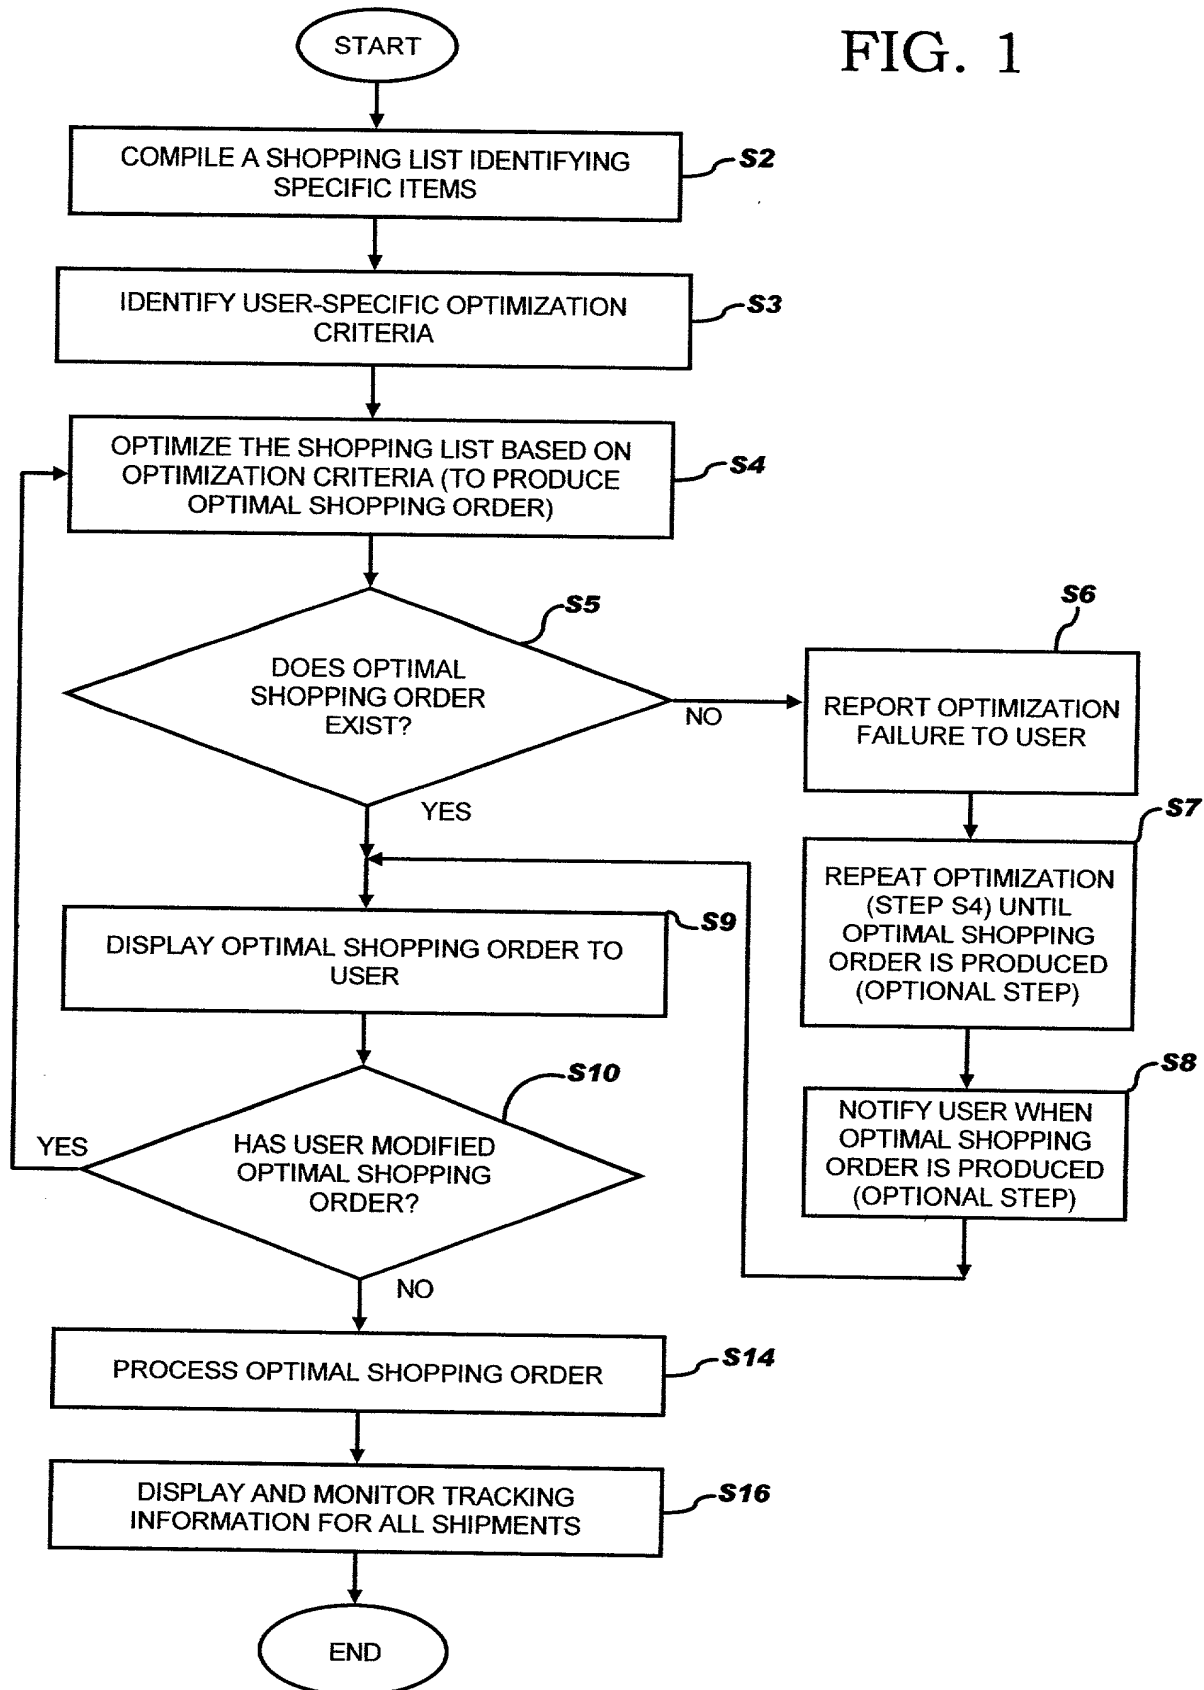 START
FIG. 1
COMPILE A SHOPPING LIST IDENTIFYING
SPECIFIC ITEMS
S2
IDENTIFY USER-SPECIFIC OPTIMIZATION
CRITERIA
S3
OPTIMIZE THE SHOPPING LIST BASED ON
OPTIMIZATION CRITERIA (TO PRODUCE
OPTIMAL SHOPPING ORDER)
S4
DOES OPTIMAL
SHOPPING ORDER
EXIST?
S5
NO
YES
S6
REPORT OPTIMIZATION
FAILURE TO USER
S7
REPEAT OPTIMIZATION
(STEP S4) UNTIL
OPTIMAL SHOPPING
ORDER IS PRODUCED
(OPTIONAL STEP)
S8
NOTIFY USER WHEN
OPTIMAL SHOPPING
ORDER IS PRODUCED
(OPTIONAL STEP)
DISPLAY OPTIMAL SHOPPING ORDER TO
USER
S9
HAS USER MODIFIED
OPTIMAL SHOPPING
ORDER?
S10
YES
NO
PROCESS OPTIMAL SHOPPING ORDER
S14
DISPLAY AND MONITOR TRACKING
INFORMATION FOR ALL SHIPMENTS
S16
END